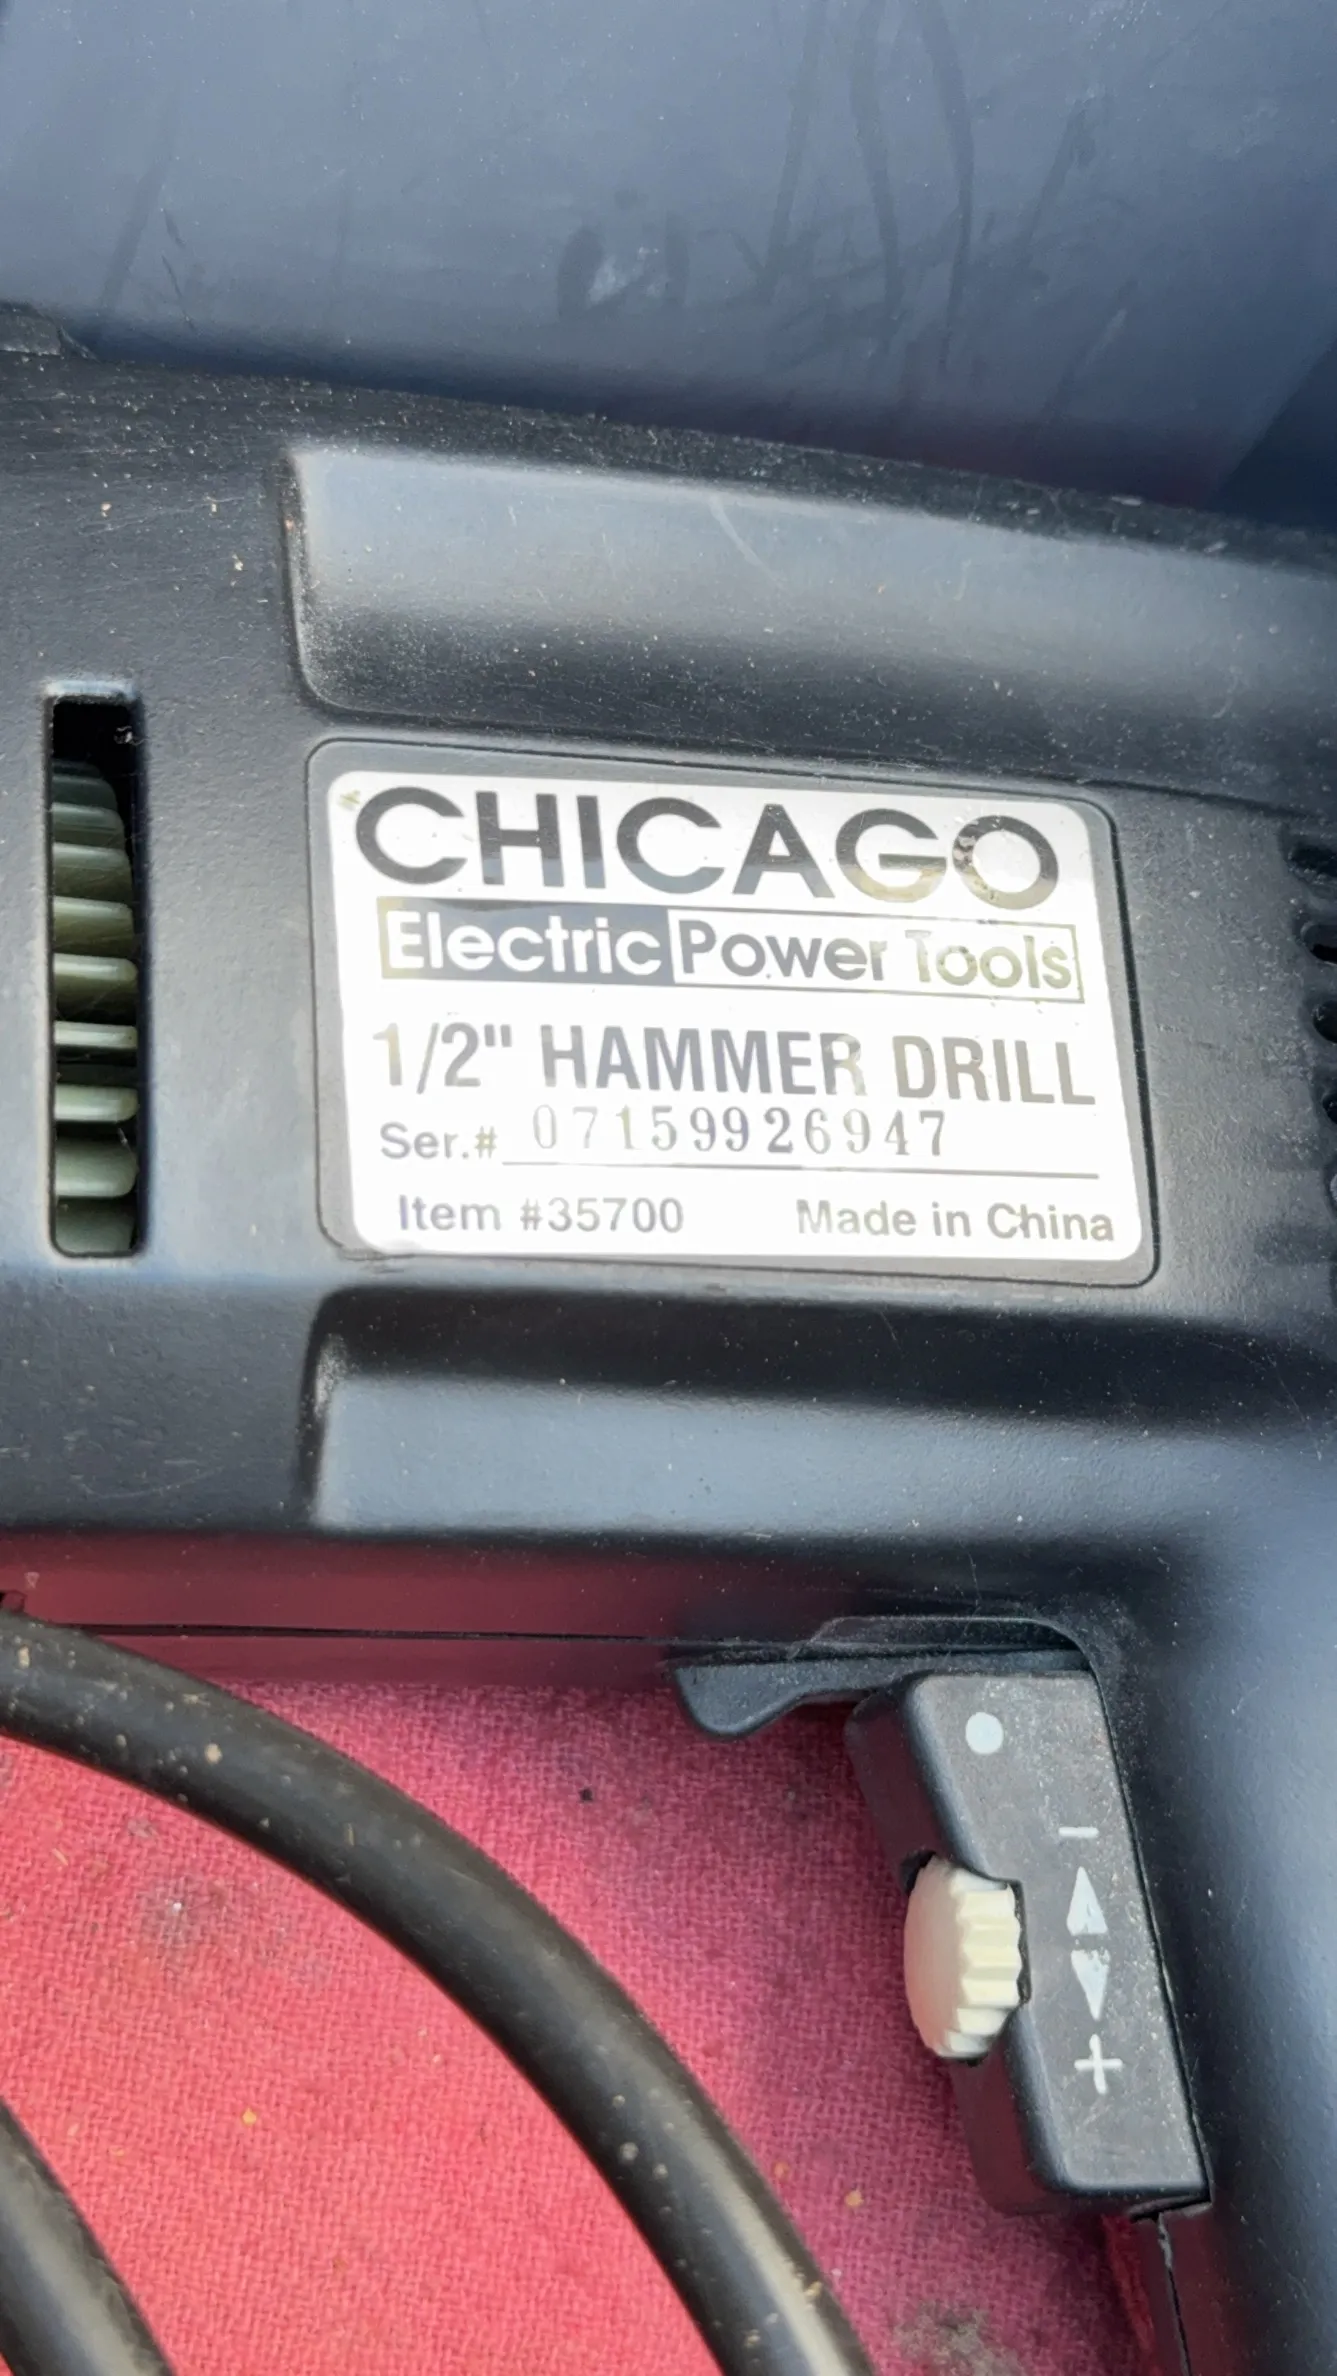 CHICAGO
Electric Power Tools
1/2" HAMMER DRILL
Ser.# 07159926947
Item #35700 Made in China
-
+